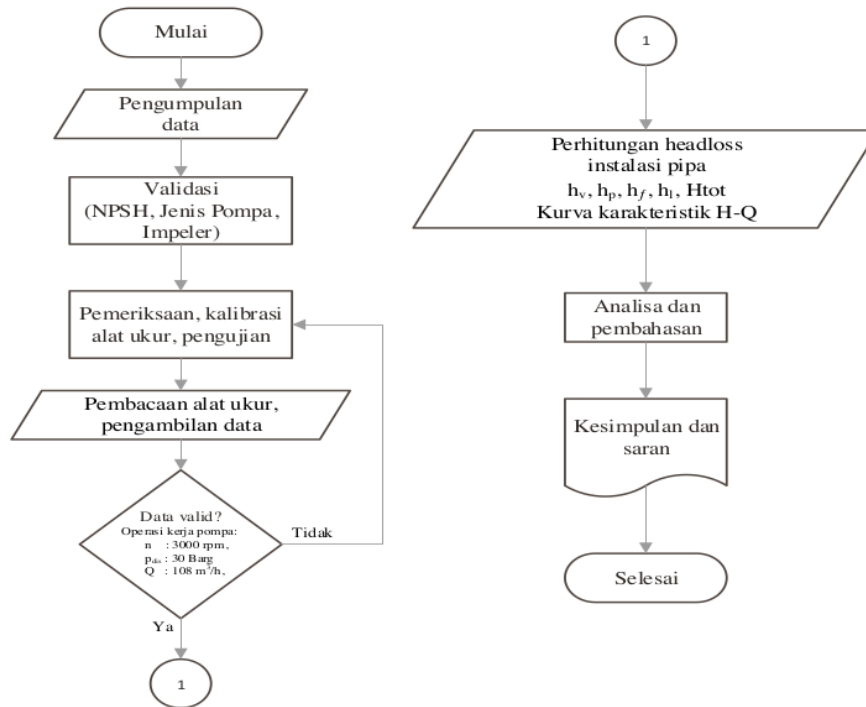 Mulai
Pengumpulan
data
Validasi
(NPSH, Jenis Pompa,
Impeler)
Pemeriksaan, kalibrasi
alat ukur, pengujian
Pembacaan alat ukur,
pengambilan data
Data valid?
Operasi kerja pompa:
n : 3000 rpm,
p_dis : 30 Barg
Q : 108 m³/h,
Tidak
Ya
1
1
Perhitungan headloss
instalasi pipa
hᵥ, hₚ, h_f, hₗ, Htot
Kurva karakteristik H-Q
Analisa dan
pembahasan
Kesimpulan dan
saran
Selesai